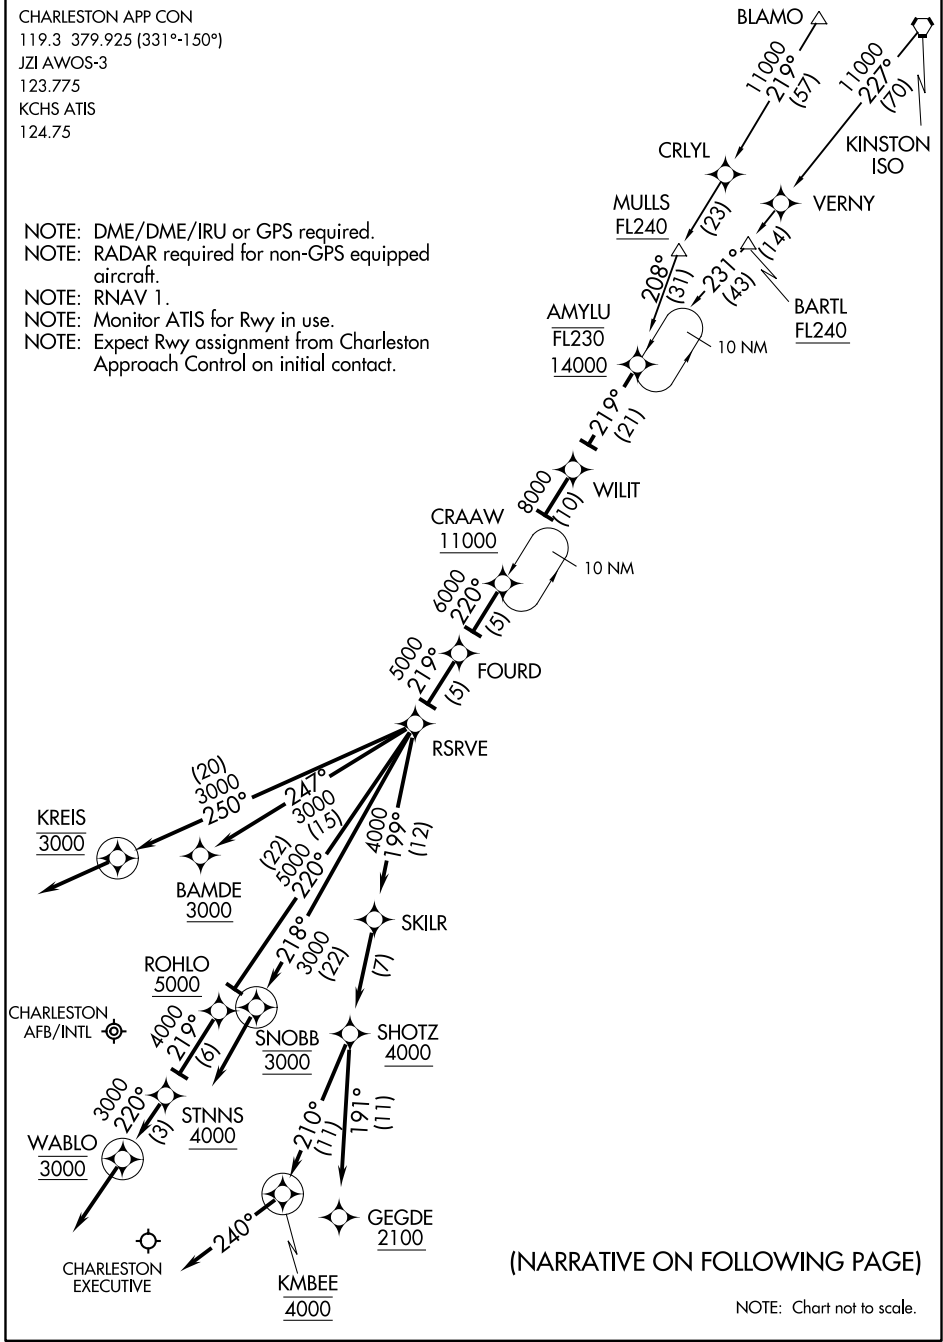 CHARLESTON APP CON
119.3 379.925 (331°-150°)
JZI AWOS-3
123.775
KCHS ATIS
124.75
NOTE: DME/DME/IRU or GPS required.
NOTE: RADAR required for non-GPS equipped
aircraft.
NOTE: RNAV 1.
NOTE: Monitor ATIS for Rwy in use.
NOTE: Expect Rwy assignment from Charleston
Approach Control on initial contact.
BLAMO
11000
219°
(57)
11000
227°
(70)
KINSTON
ISO
CRLYL
VERNY
MULLS
FL240
(23)
(14)
208°
(31)
231°
(43)
BARTL
FL240
AMYLU
FL230
14000
10 NM
219°
(21)
WILIT
8000
(10)
CRAAW
11000
10 NM
6000
220°
(5)
FOURD
5000
219°
(5)
RSRVE
(20)
3000
250°
247°
3000
(15)
(22)
5000
220°
218°
3000
(22)
4000
199°
(12)
KREIS
3000
BAMDE
3000
SKILR
(7)
ROHLO
5000
CHARLESTON
AFB/INTL
4000
219°
(6)
SNOBB
3000
SHOTZ
4000
3000
220°
(3)
STNNS
4000
WABLO
3000
210°
(11)
191°
(11)
240°
GEGDE
2100
CHARLESTON
EXECUTIVE
KMBEE
4000
(NARRATIVE ON FOLLOWING PAGE)
NOTE: Chart not to scale.